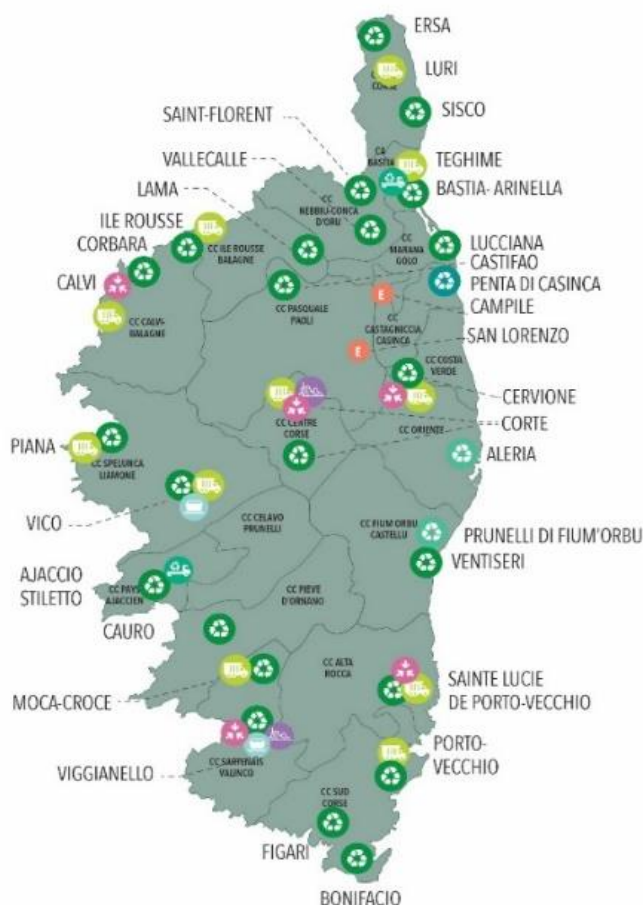 ERSA
LURI
CORSE
SISCO
SAINT-FLORENT
TEGHIME
CA
BASTIA
VALLECALLE
BASTIA- ARINELLA
LAMA
CC
NEBBIU-CONCA
D'ORU
ILE ROUSSE
CORBARA
CC ILE ROUSSE
BALAGNE
CC
MARANA
GOLO
LUCCIANA
CASTIFAO
CALVI
PENTA DI CASINCA
E
CAMPILE
CC PASQUALE
PAOLI
CC CALVI-
BALAGNE
CC
CASTAGNICCIA
CASINCA
SAN LORENZO
E
CC COSTA
VERDE
CERVIONE
CC CENTRE
CORSE
CC ORIENTE
CORTE
PIANA
CC SPELUNCA
LIAMONE
ALERIA
VICO
CC CELAVO
PRUNELLI
CC FIUM ORBU
CASTELLU
PRUNELLI DI FIUM'ORBU
VENTISERI
AJACCIO
STILETTO
CC PAYS
AJACCIEN
CC PIEVE
D'ORNANO
CAURO
CC ALTA
ROCCA
SAINTE LUCIE
DE PORTO-VECCHIO
MOCA-CROCE
PORTO-
VECCHIO
VIGGIANELLO
CC SARTENAIS
VALINCO
CC SUD
CORSE
FIGARI
BONIFACIO